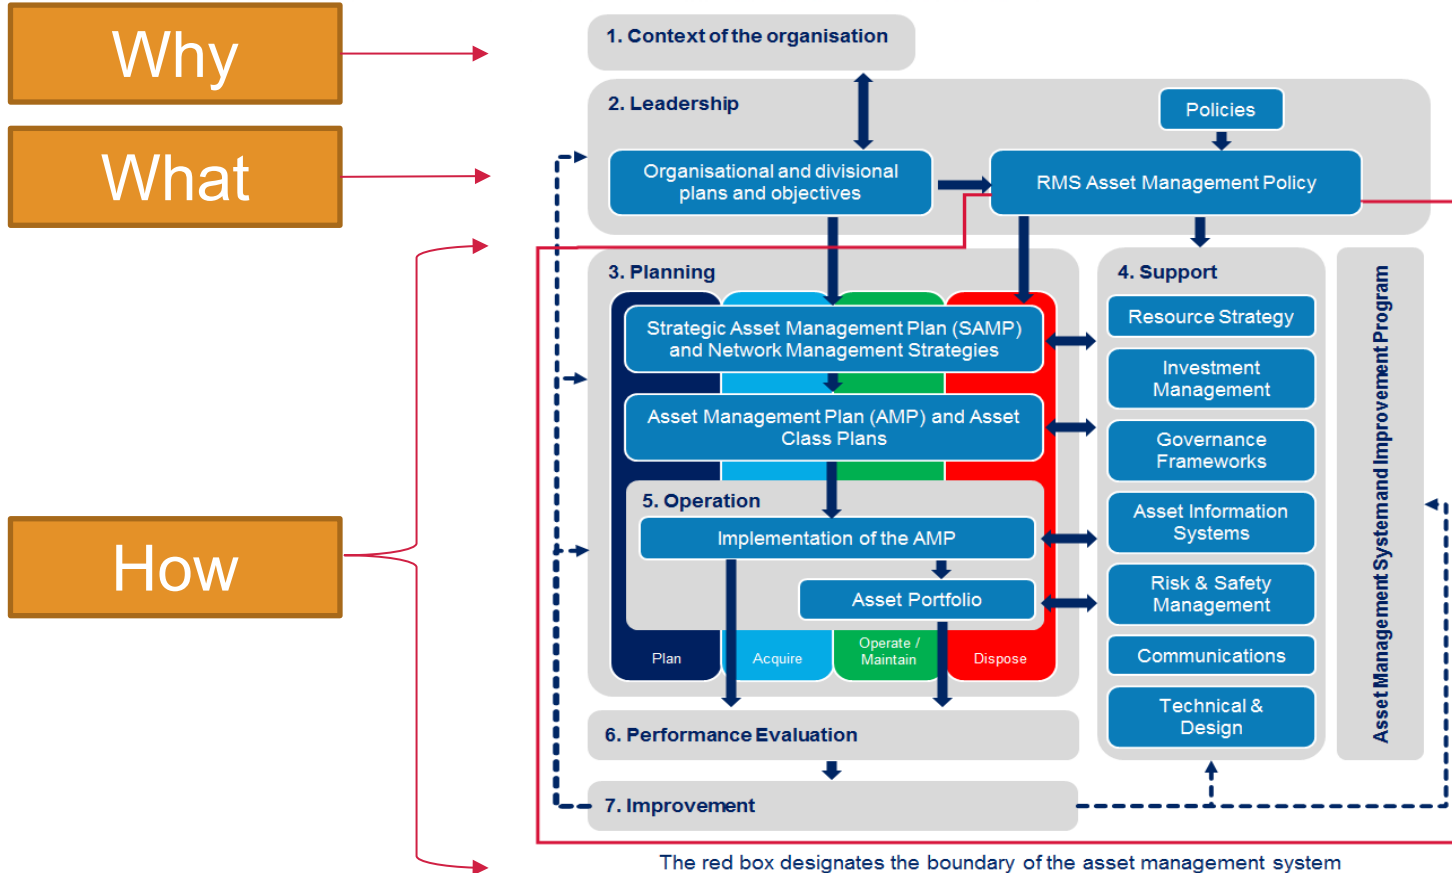 Why
What
How
1. Context of the organisation
2. Leadership
Policies
Organisational and divisional
plans and objectives
RMS Asset Management Policy
3. Planning
Strategic Asset Management Plan (SAMP)
and Network Management Strategies
Asset Management Plan (AMP) and Asset
Class Plans
5. Operation
Implementation of the AMP
Asset Portfolio
Plan
Acquire
Operate /
Maintain
Dispose
4. Support
Resource Strategy
Investment
Management
Governance
Frameworks
Asset Information
Systems
Risk & Safety
Management
Communications
Technical &
Design
Asset Management System and Improvement Program
6. Performance Evaluation
7. Improvement
The red box designates the boundary of the asset management system